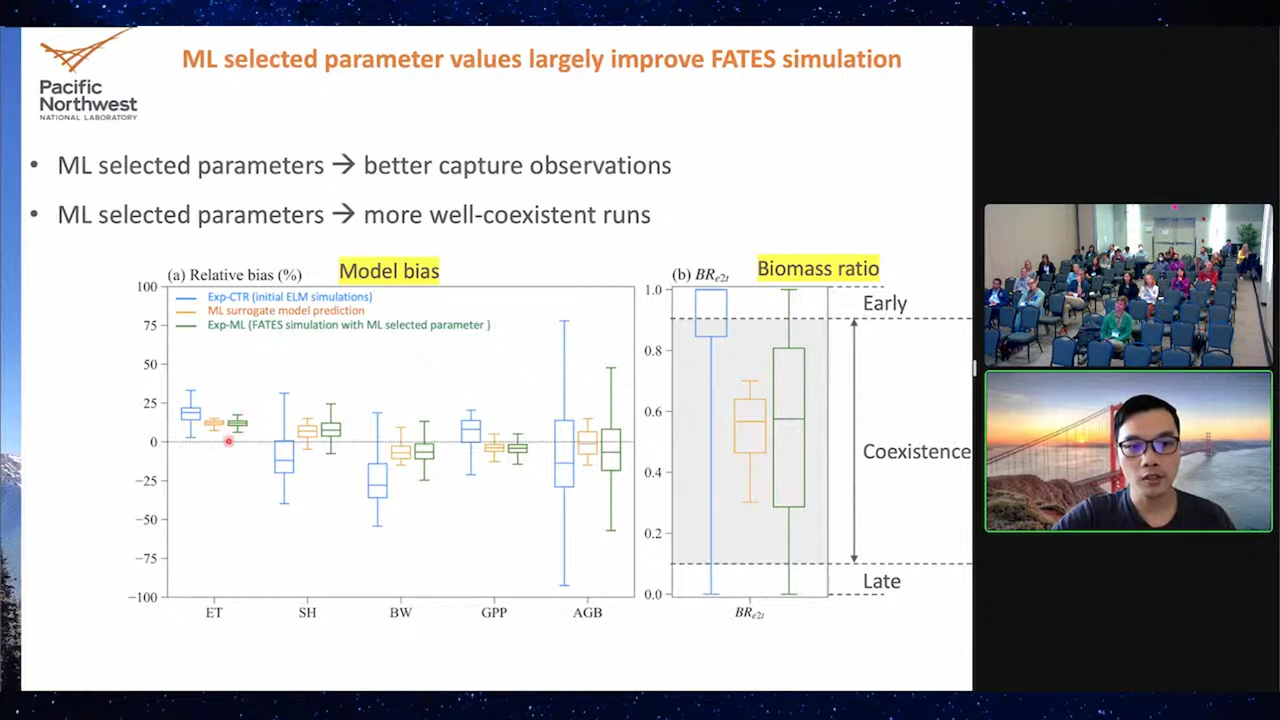 ML selected parameter values largely improve FATES simulation
Pacific
Northwest
NATIONAL LABORATORY
• ML selected parameters → better capture observations
• ML selected parameters → more well-coexistent runs
(a) Relative bias (%)
Model bias
Exp-CTR (initial ELM simulations)
ML surrogate model prediction
Exp-ML (FATES simulation with ML selected parameter )
100
75
50
25
0
−25
−50
−75
−100
ET SH BW GPP AGB
(b) BRe2t
Biomass ratio
1.0
0.8
0.6
0.4
0.2
0.0
BRe2t
Early
Coexistence
Late